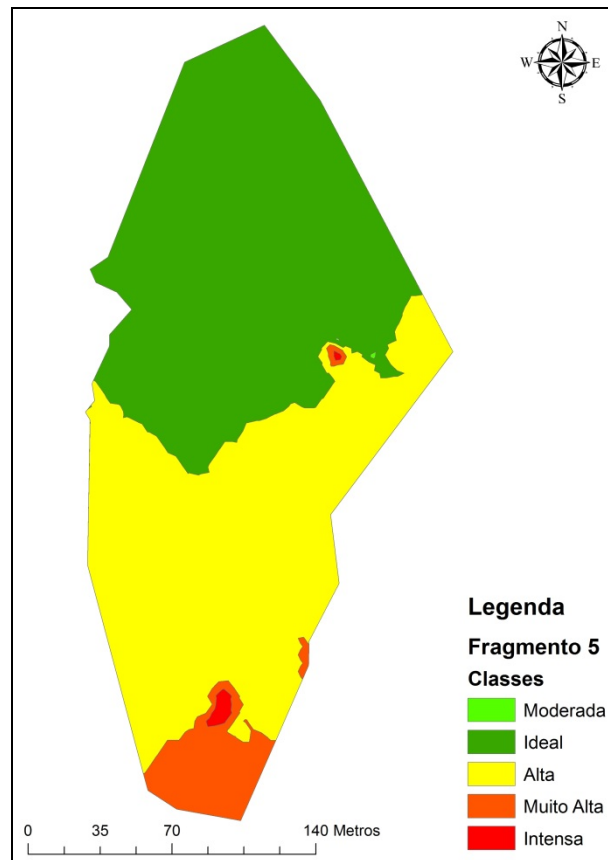 N
W E
S
Legenda
Fragmento 5
Classes
Moderada
Ideal
Alta
Muito Alta
Intensa
0 35 70 140 Metros